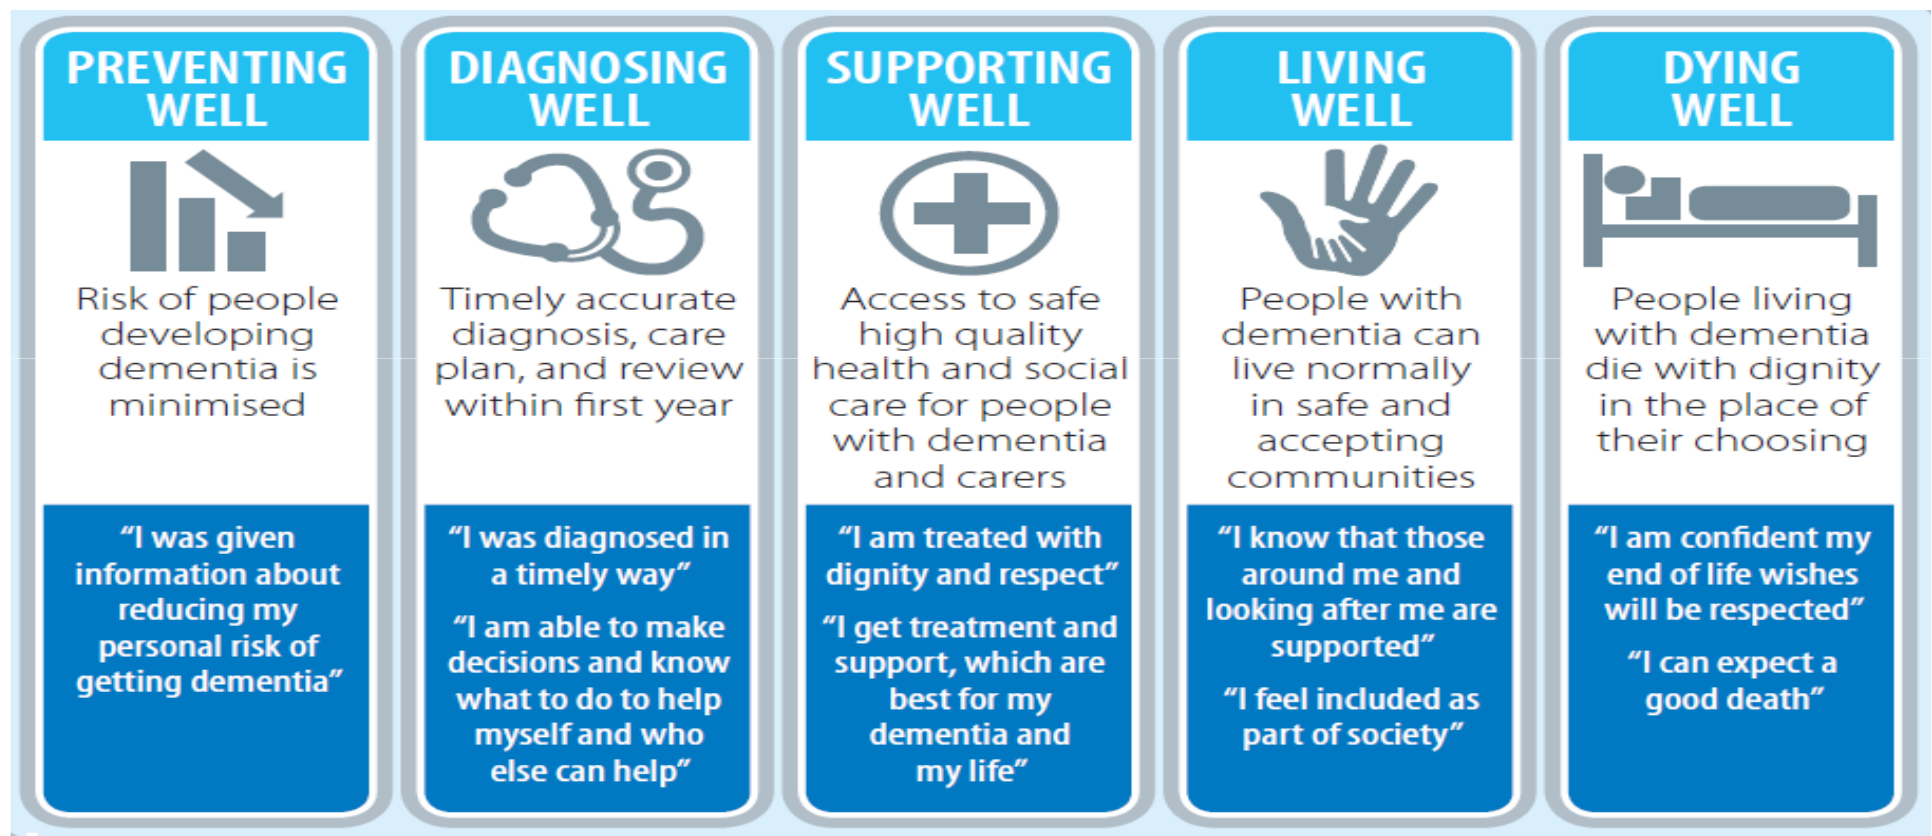 PREVENTING
WELL
Risk of people
developing
dementia is
minimised
“I was given
information about
reducing my
personal risk of
getting dementia”
DIAGNOSING
WELL
Timely accurate
diagnosis, care
plan, and review
within first year
“I was diagnosed in
a timely way”
“I am able to make
decisions and know
what to do to help
myself and who
else can help”
SUPPORTING
WELL
Access to safe
high quality
health and social
care for people
with dementia
and carers
“I am treated with
dignity and respect”
“I get treatment and
support, which are
best for my
dementia and
my life”
LIVING
WELL
People with
dementia can
live normally
in safe and
accepting
communities
“I know that those
around me and
looking after me are
supported”
“I feel included as
part of society”
DYING
WELL
People living
with dementia
die with dignity
in the place of
their choosing
“I am confident my
end of life wishes
will be respected”
“I can expect a
good death”